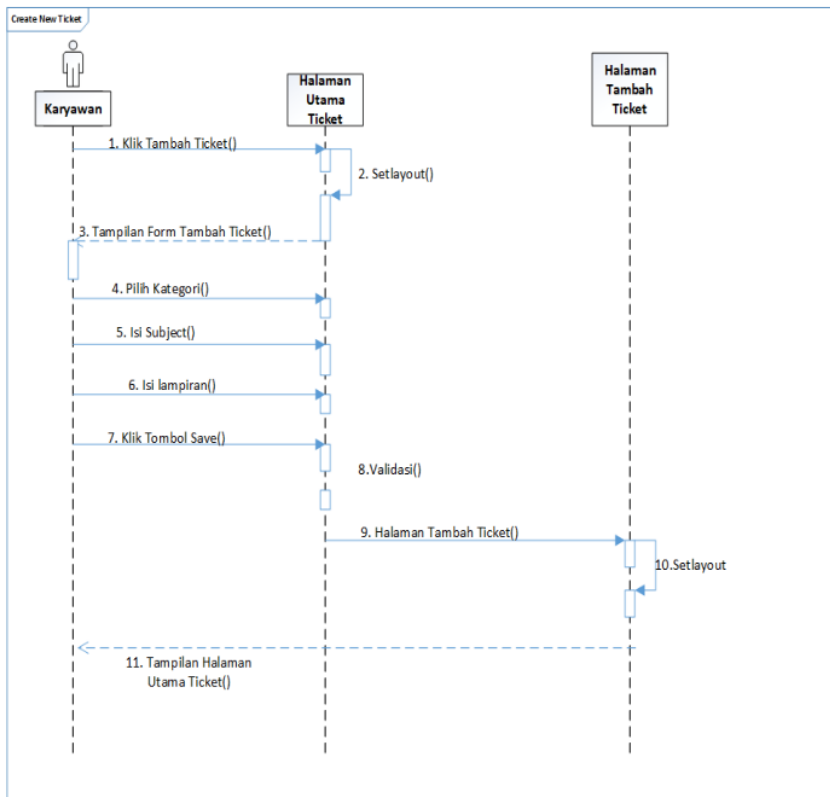 Create New Ticket
Karyawan
Halaman
Utama
Ticket
Halaman
Tambah
Ticket
1. Klik Tambah Ticket()
2. Setlayout()
3. Tampilan Form Tambah Ticket()
4. Pilih Kategori()
5. Isi Subject()
6. Isi lampiran()
7. Klik Tombol Save()
8.Validasi()
9. Halaman Tambah Ticket()
10.Setlayout
11. Tampilan Halaman
Utama Ticket()